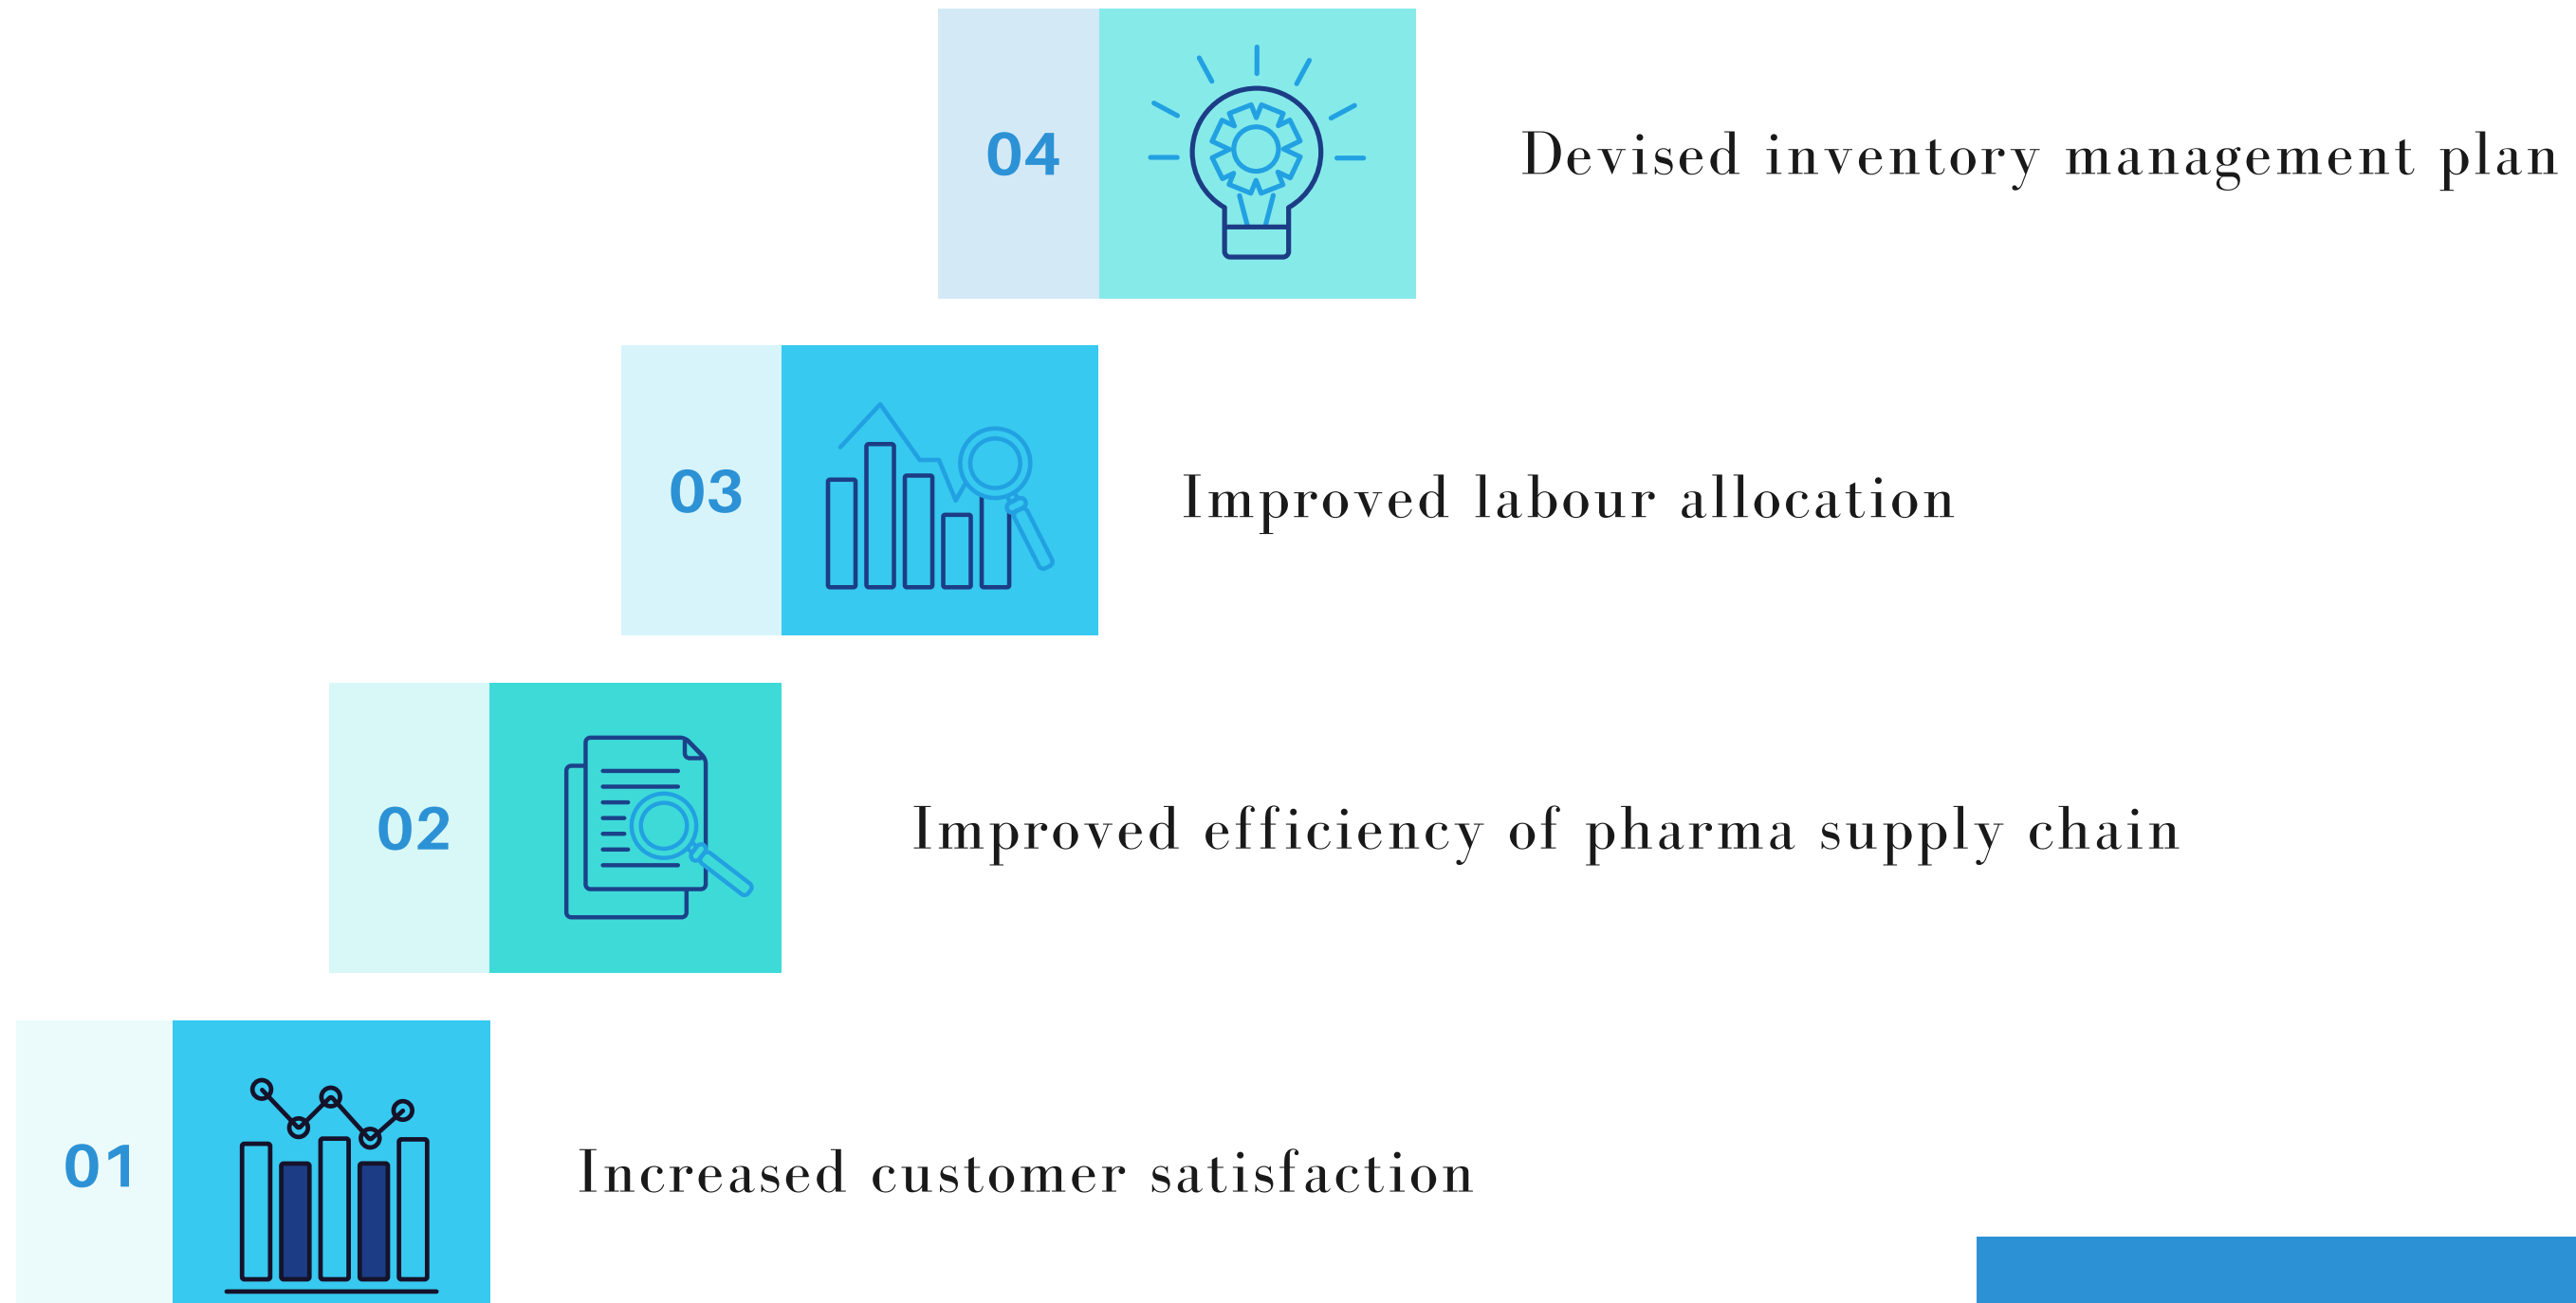 04
Devised inventory management plan
03
Improved labour allocation
02
Improved efficiency of pharma supply chain
01
Increased customer satisfaction